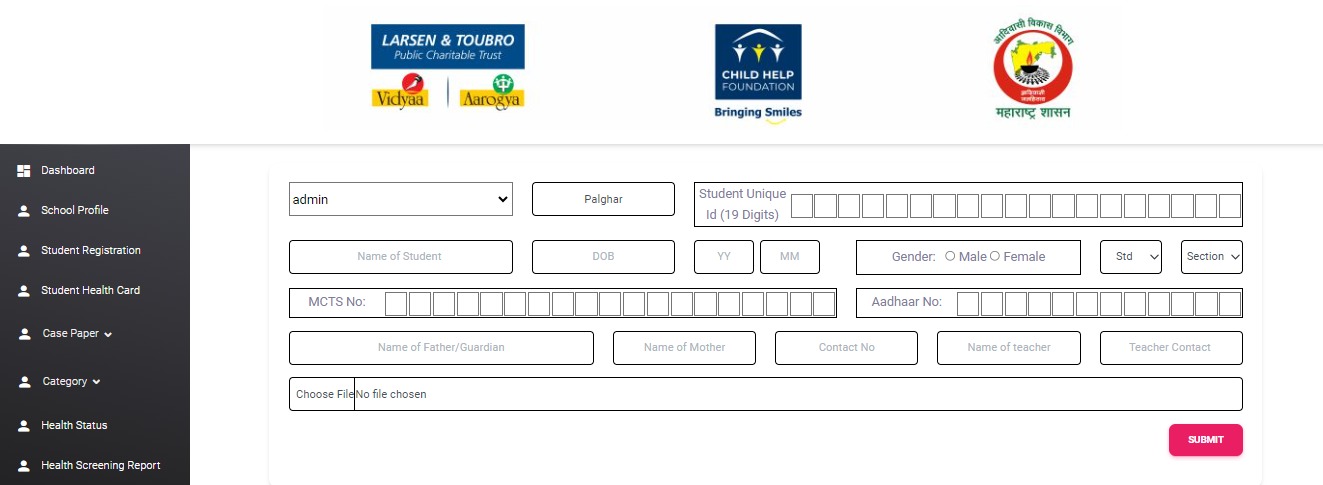 LARSEN & TOUBRO
Public Charitable Trust
Vidyaa
Aarogya
CHILD HELP
FOUNDATION
Bringing Smiles
आदिवासी विकास विभाग
महाराष्ट्र शासन
Dashboard
School Profile
Student Registration
Student Health Card
Case Paper
Category
Health Status
Health Screening Report
admin
Palghar
Student Unique
Id (19 Digits)
Name of Student
DOB
YY
MM
Gender: Male Female
Std
Section
MCTS No:
Aadhaar No:
Name of Father/Guardian
Name of Mother
Contact No
Name of teacher
Teacher Contact
Choose File No file chosen
SUBMIT